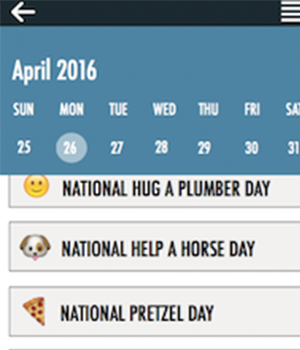 April 2016
SUN MON TUE WED THU FRI SAT
25 26 27 28 29 30 31
NATIONAL HUG A PLUMBER DAY
NATIONAL HELP A HORSE DAY
NATIONAL PRETZEL DAY